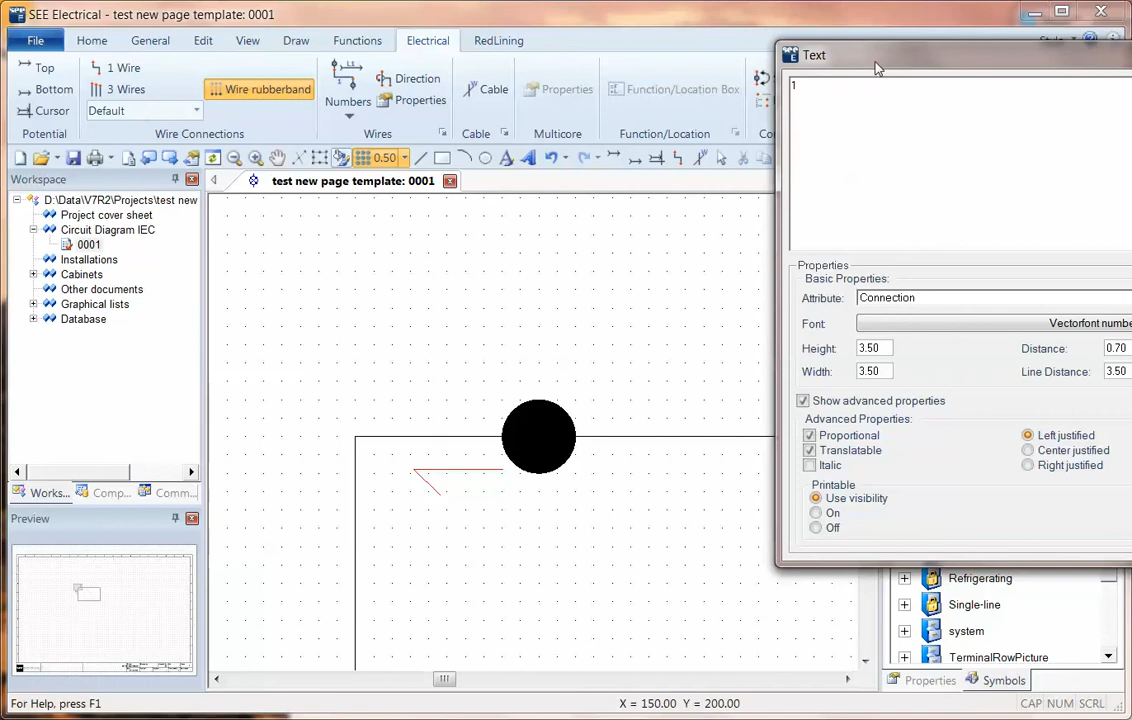 SEE Electrical - test new page template: 0001
File Home General Edit View Draw Functions Electrical RedLining
Top 1 Wire
Bottom 3 Wires Wire rubberband
Cursor Default
Numbers Direction Properties
Cable Properties Function/Location Box
Potential Wire Connections Wires Cable Multicore Function/Location
0.50
Workspace
test new page template: 0001
D:\Data\V7R2\Projects\test new
Project cover sheet
Circuit Diagram IEC
0001
Installations
Cabinets
Other documents
Graphical lists
Database
Works... Comp... Comm...
Preview
Text
1
Properties
Basic Properties:
Attribute: Connection
Font: Vectorfont numbe
Height: 3.50 Distance: 0.70
Width: 3.50 Line Distance: 3.50
Show advanced properties
Advanced Properties:
Proportional Left justified
Translatable Center justified
Italic Right justified
Printable
Use visibility
On
Off
Refrigerating
Single-line
system
TerminalRowPicture
Properties Symbols
For Help, press F1 X = 150.00 Y = 200.00 CAP NUM SCRL